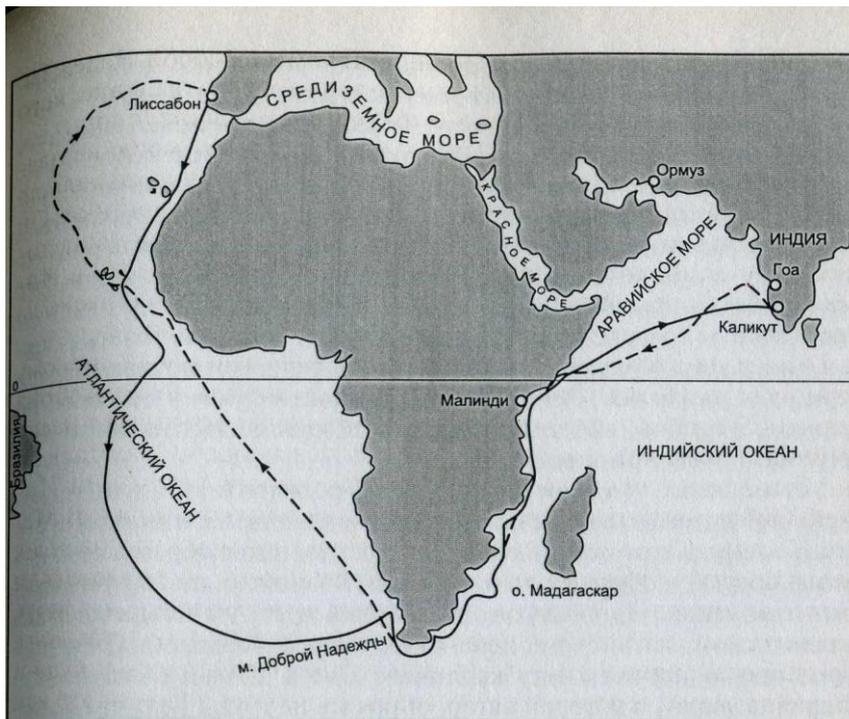 Лиссабон
СРЕДИЗЕМНОЕ МОРЕ
Ормуз
КРАСНОЕ МОРЕ
ИНДИЯ
Гоа
АРАВИЙСКОЕ МОРЕ
Каликут
0
Малинди
АТЛАНТИЧЕСКИЙ ОКЕАН
Бразилия
ИНДИЙСКИЙ ОКЕАН
о. Мадагаскар
м. Доброй Надежды